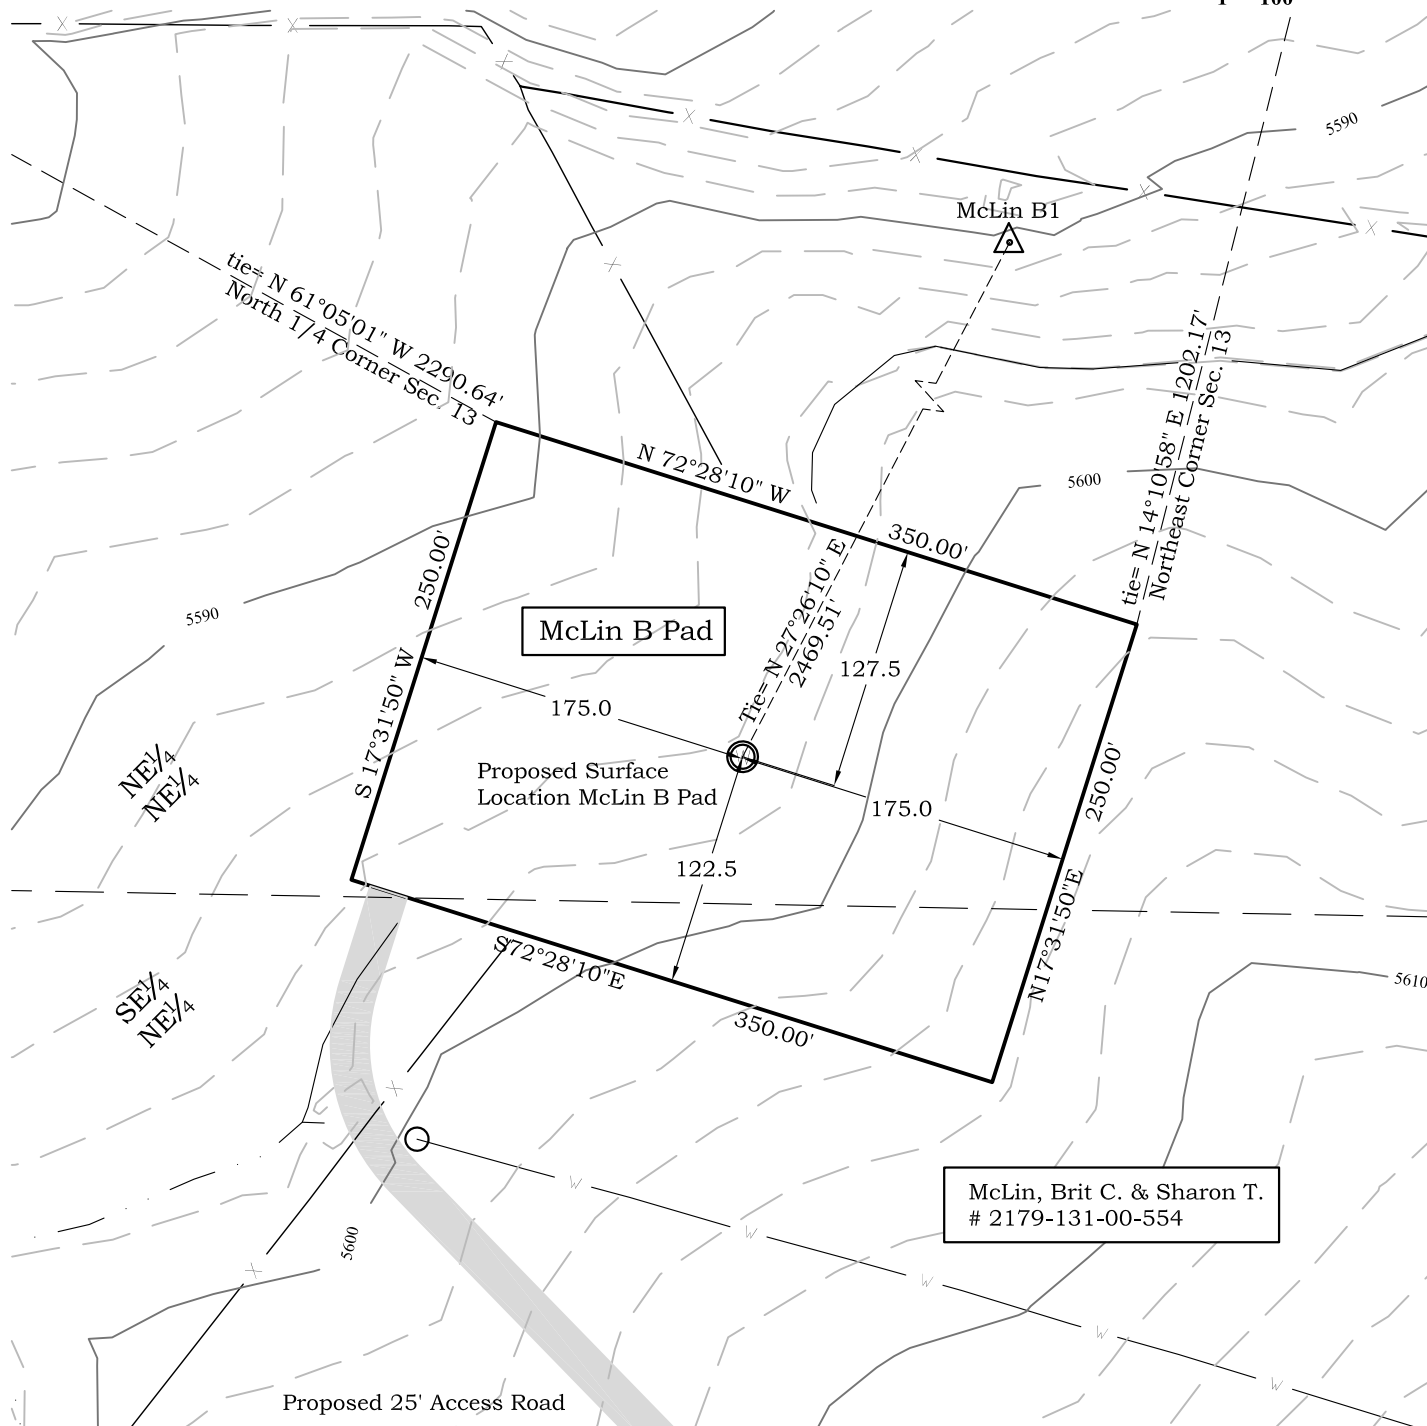 5590
McLin B1
tie= N 61°05'01" W 2290.64'
North 1/4 Corner Sec. 13
tie= N 14°10'58" E 1202.17'
Northeast Corner Sec. 13
N 72°28'10" W
350.00'
5600
250.00'
S 17°31'50" W
5590
McLin B Pad
Tie= N 27°26'10" E
2469.51'
127.5
175.0
Proposed Surface
Location McLin B Pad
175.0
122.5
250.00'
N17°31'50"E
NE1/4
NE1/4
SE1/4
NE1/4
S72°28'10"E
350.00'
5610
X
X
X
X
X
X
X
X
X
X
W
W
W
W
W
McLin, Brit C. & Sharon T.
# 2179-131-00-554
5600
Proposed 25' Access Road